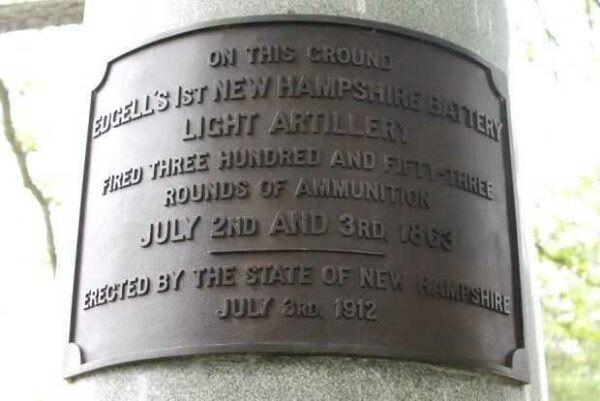 ON THIS GROUND
EDGELL'S 1ST NEW HAMPSHIRE BATTERY
LIGHT ARTILLERY
FIRED THREE HUNDRED AND FIFTY-THREE
ROUNDS OF AMMUNITION
JULY 2ND AND 3RD, 1863
ERECTED BY THE STATE OF NEW HAMPSHIRE
JULY 3RD, 1912